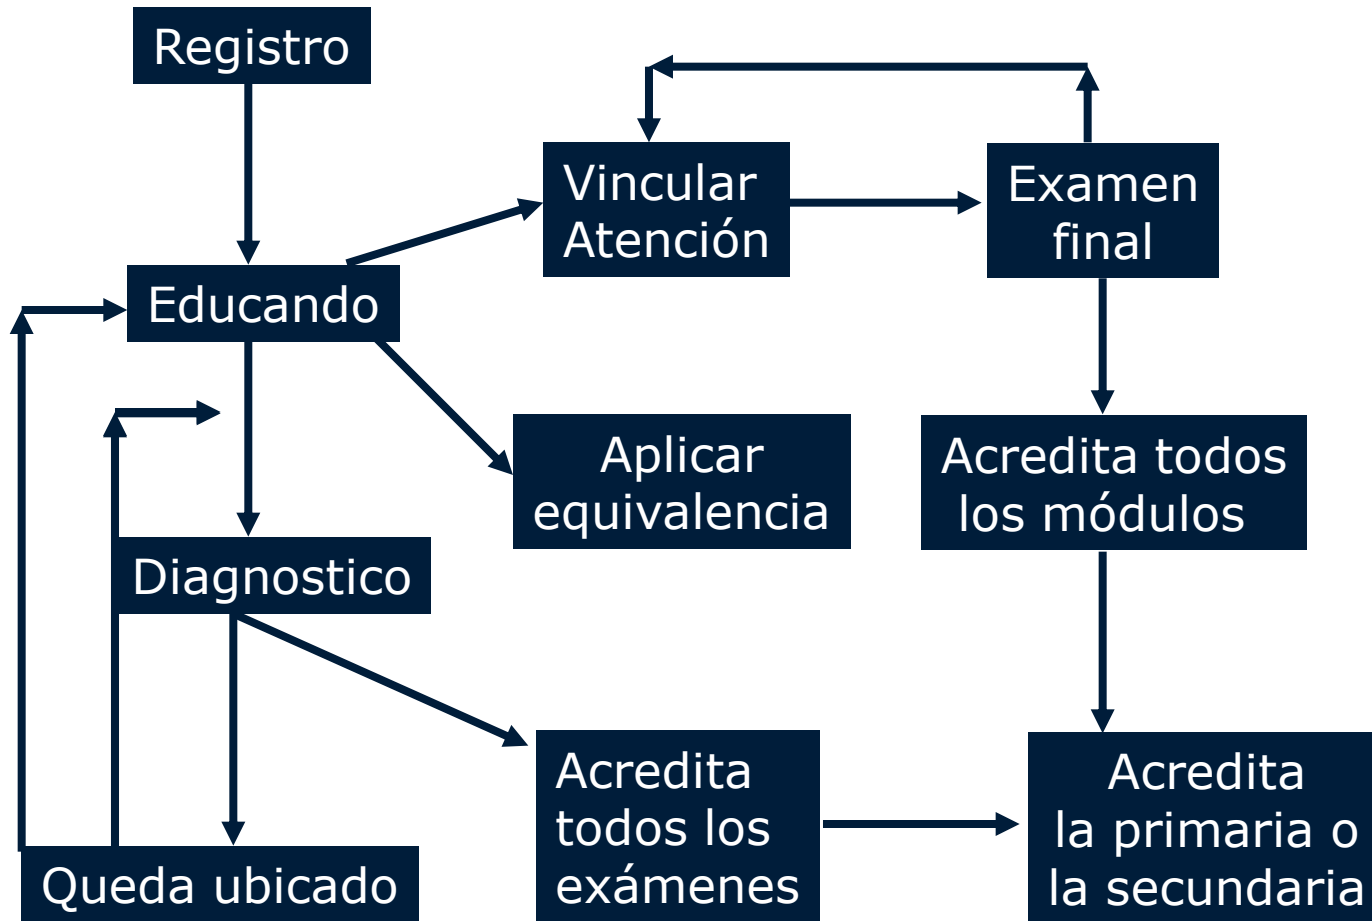 Registro
Vincular
Atención
Examen
final
Educando
Aplicar
equivalencia
Acredita todos
los módulos
Diagnostico
Acredita
todos los
exámenes
Acredita
la primaria o
la secundaria
Queda ubicado